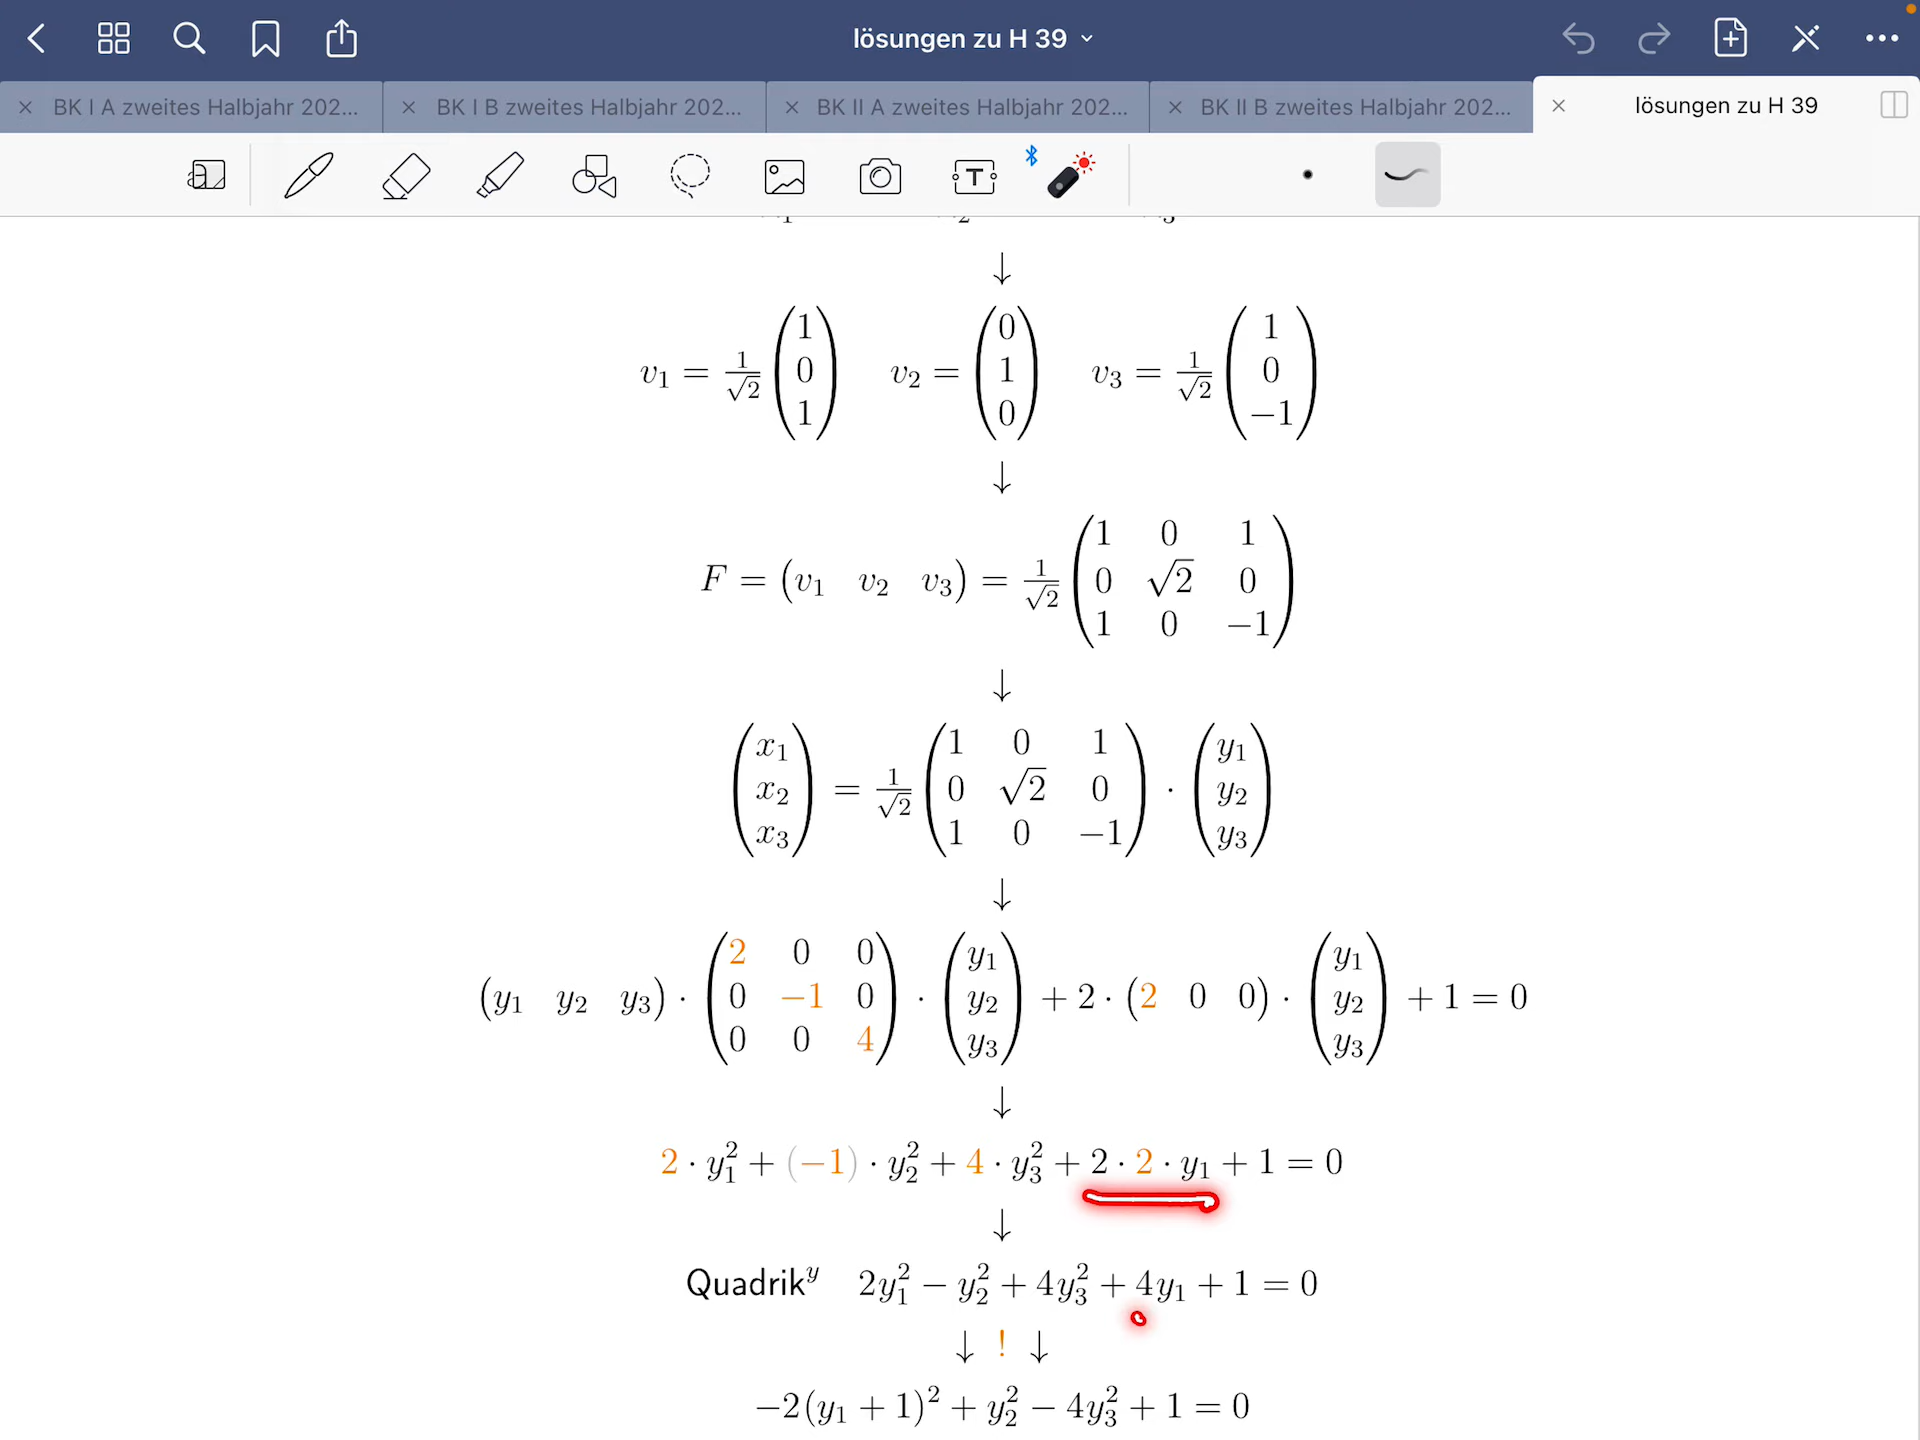 lösungen zu H 39
BK I A zweites Halbjahr 202...
BK I B zweites Halbjahr 202...
BK II A zweites Halbjahr 202...
BK II B zweites Halbjahr 202...
lösungen zu H 39
↓
v₁ = 1/√2 (1 0 1) v₂ = (0 1 0) v₃ = 1/√2 (1 0 −1)
↓
F = (v₁ v₂ v₃) = 1/√2 (1 0 1; 0 √2 0; 1 0 −1)
↓
(x₁ x₂ x₃) = 1/√2 (1 0 1; 0 √2 0; 1 0 −1) · (y₁ y₂ y₃)
↓
(y₁ y₂ y₃) · (2 0 0; 0 −1 0; 0 0 4) · (y₁ y₂ y₃) + 2 · (2 0 0) · (y₁ y₂ y₃) + 1 = 0
↓
2 · y₁² + (−1) · y₂² + 4 · y₃² + 2 · 2 · y₁ + 1 = 0
↓
Quadrikʸ 2y₁² − y₂² + 4y₃² + 4y₁ + 1 = 0
↓ ! ↓
−2(y₁ + 1)² + y₂² − 4y₃² + 1 = 0